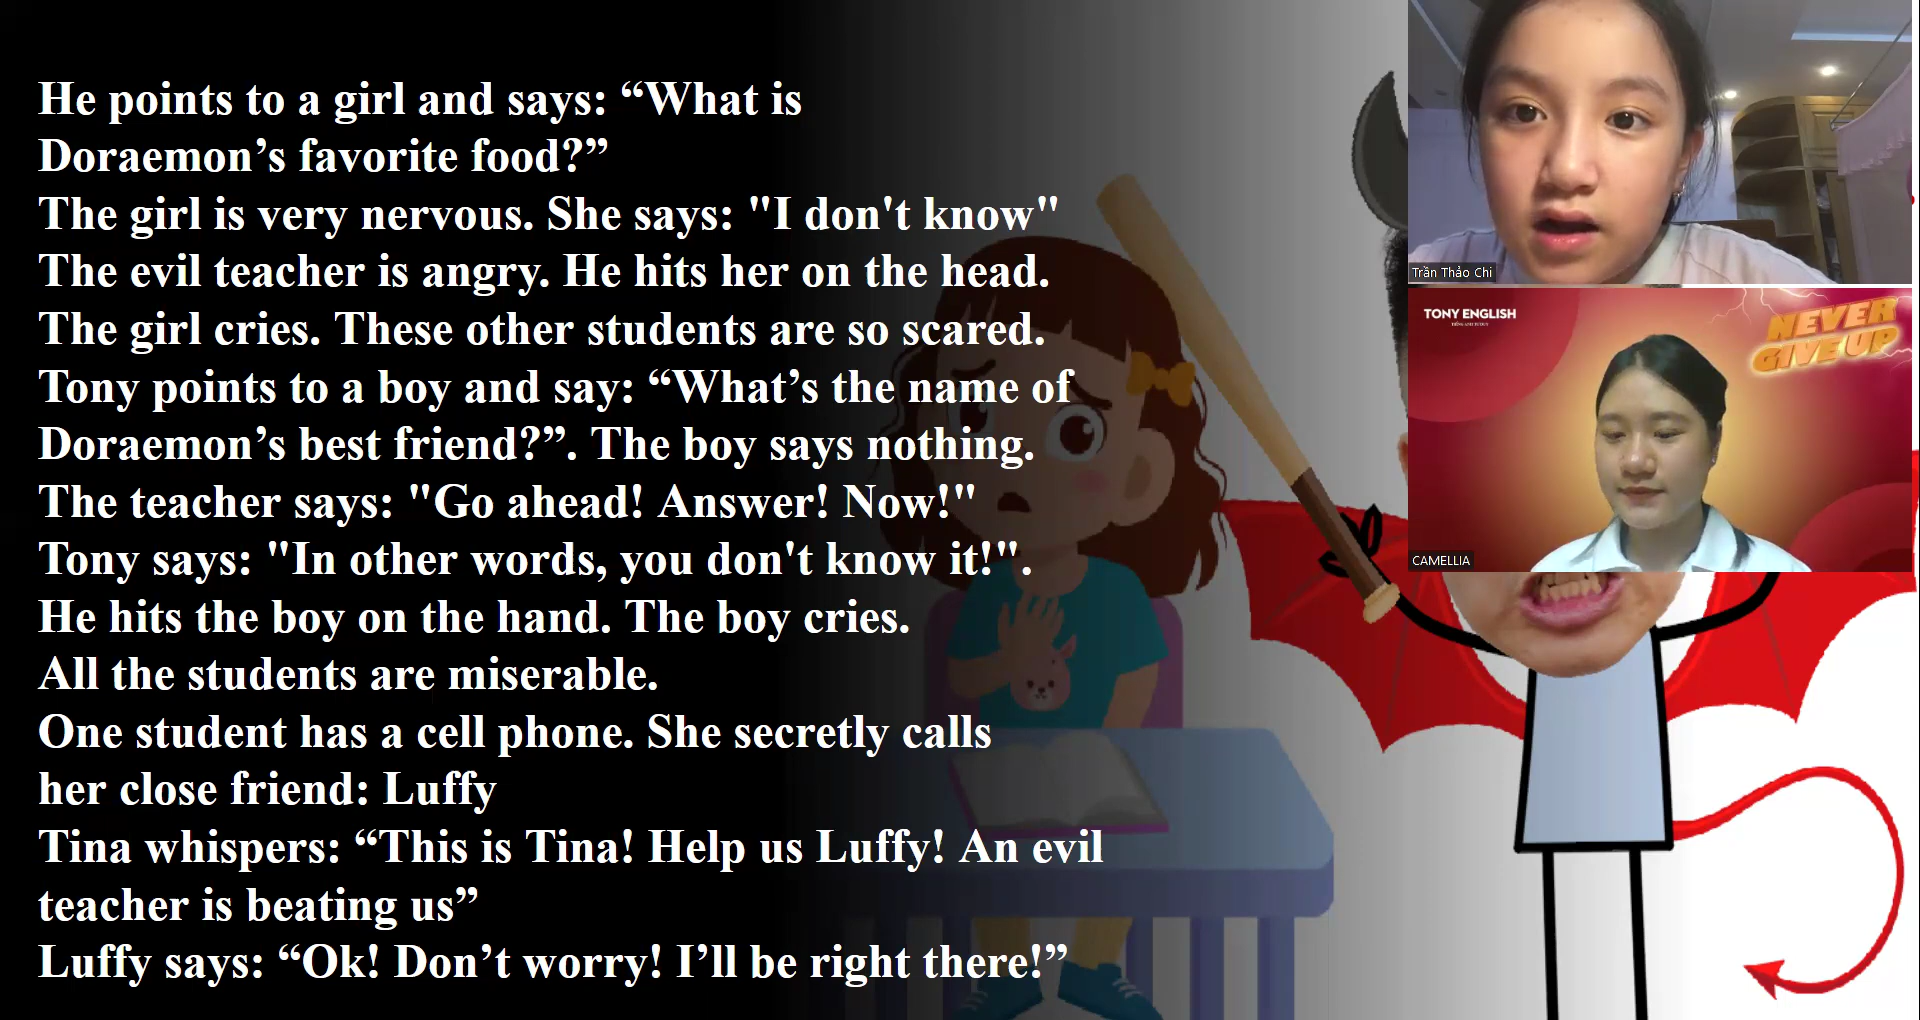 He points to a girl and says: “What is
Doraemon’s favorite food?”
The girl is very nervous. She says: "I don't know"
The evil teacher is angry. He hits her on the head.
The girl cries. These other students are so scared.
Tony points to a boy and say: “What’s the name of
Doraemon’s best friend?”. The boy says nothing.
The teacher says: "Go ahead! Answer! Now!"
Tony says: "In other words, you don't know it!".
He hits the boy on the hand. The boy cries.
All the students are miserable.
One student has a cell phone. She secretly calls
her close friend: Luffy
Tina whispers: “This is Tina! Help us Luffy! An evil
teacher is beating us”
Luffy says: “Ok! Don’t worry! I’ll be right there!”
Trần Thảo Chi
TONY ENGLISH
NEVER
GIVE UP
CAMELLIA